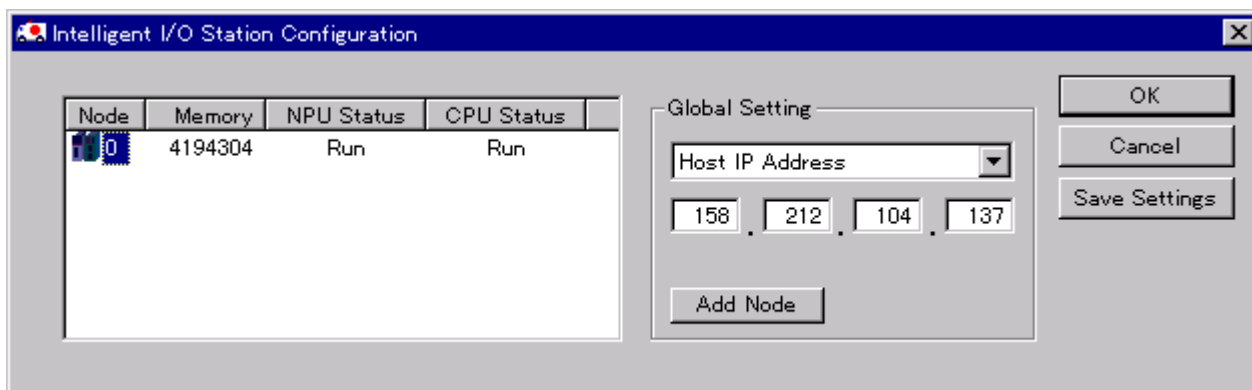 Intelligent I/O Station Configuration
Node Memory NPU Status CPU Status
0 4194304 Run Run
Global Setting
Host IP Address
158 . 212 . 104 . 137
Add Node
OK
Cancel
Save Settings